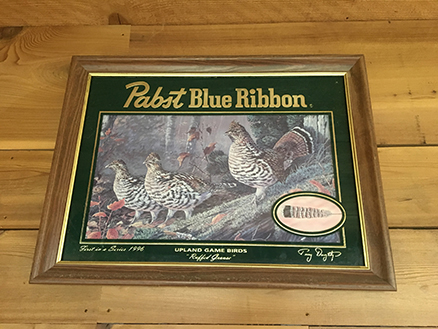 Pabst Blue Ribbon
First in a Series 1996
UPLAND GAME BIRDS
"Ruffed Grouse"